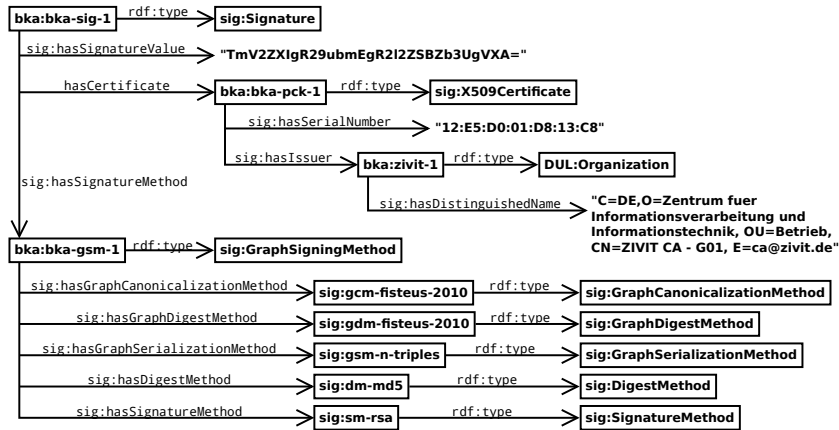 bka:bka-sig-1 rdf:type sig:Signature
sig:hasSignatureValue "TmV2ZXIgR29ubmEgR2l2ZSBZb3UgVXA="
hasCertificate bka:bka-pck-1 rdf:type sig:X509Certificate
sig:hasSerialNumber "12:E5:D0:01:D8:13:C8"
sig:hasIssuer bka:zivit-1 rdf:type DUL:Organization
sig:hasSignatureMethod
sig:hasDistinguishedName "C=DE,O=Zentrum fuer
Informationsverarbeitung und
Informationstechnik, OU=Betrieb,
CN=ZIVIT CA - G01, E=ca@zivit.de"
bka:bka-gsm-1 rdf:type sig:GraphSigningMethod
sig:hasGraphCanonicalizationMethod sig:gcm-fisteus-2010 rdf:type sig:GraphCanonicalizationMethod
sig:hasGraphDigestMethod sig:gdm-fisteus-2010 rdf:type sig:GraphDigestMethod
sig:hasGraphSerializationMethod sig:gsm-n-triples rdf:type sig:GraphSerializationMethod
sig:hasDigestMethod sig:dm-md5 rdf:type sig:DigestMethod
sig:hasSignatureMethod sig:sm-rsa rdf:type sig:SignatureMethod